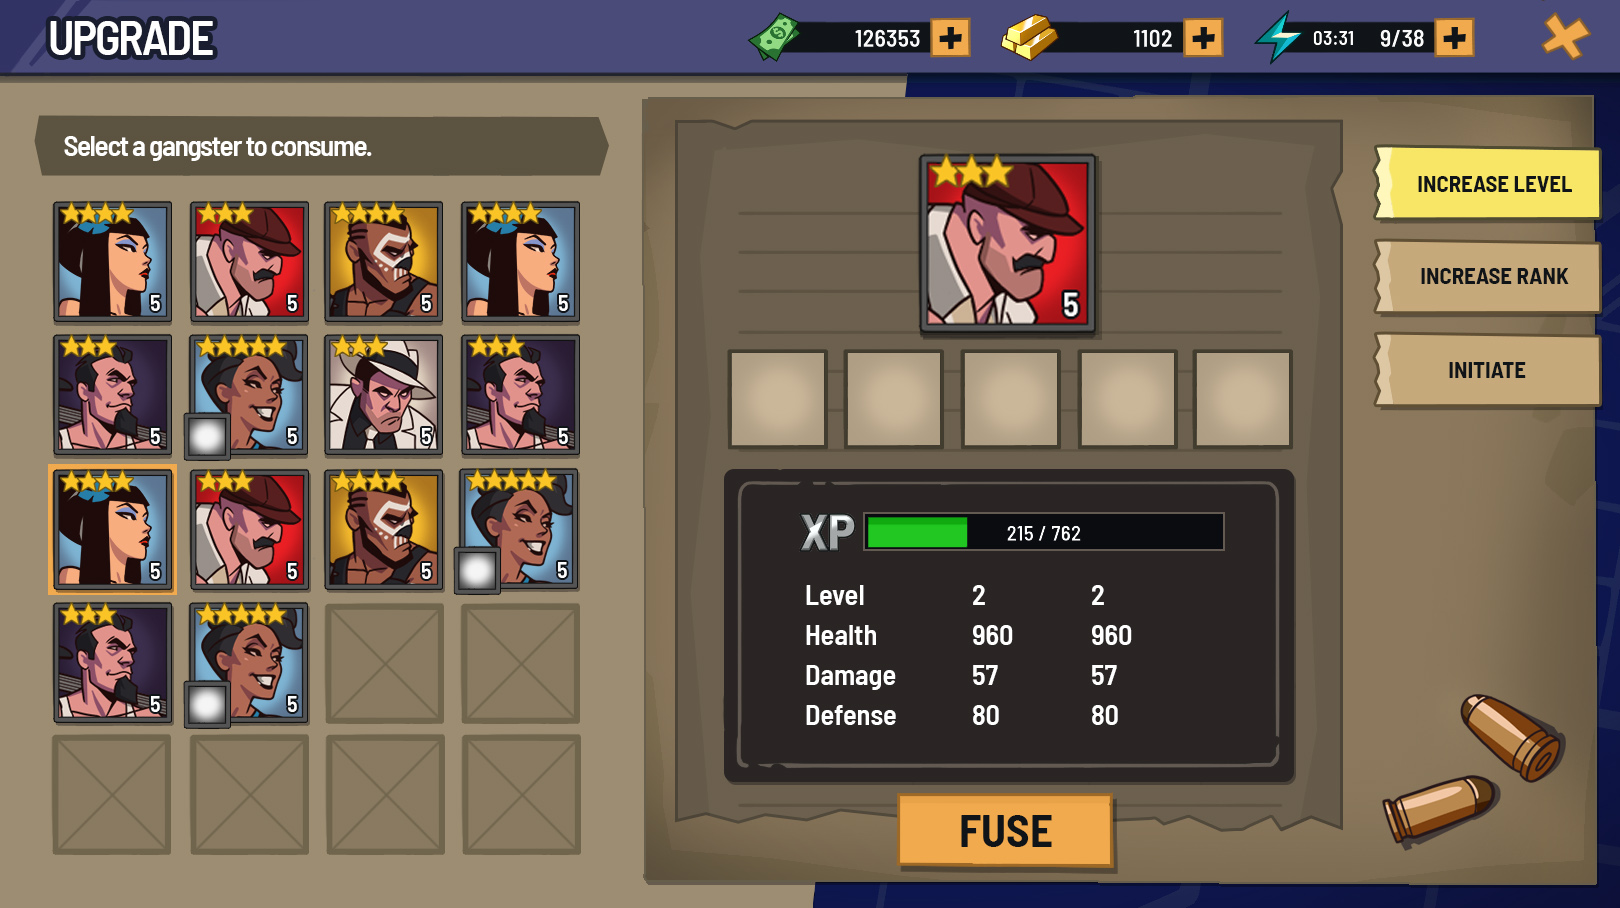 UPGRADE
126353
1102
03:31 9/38
Select a gangster to consume.
5 5 5 5
5 5 5 5
5 5 5 5
5 5
5
INCREASE LEVEL
INCREASE RANK
INITIATE
XP 215 / 762
Level 2 2
Health 960 960
Damage 57 57
Defense 80 80
FUSE